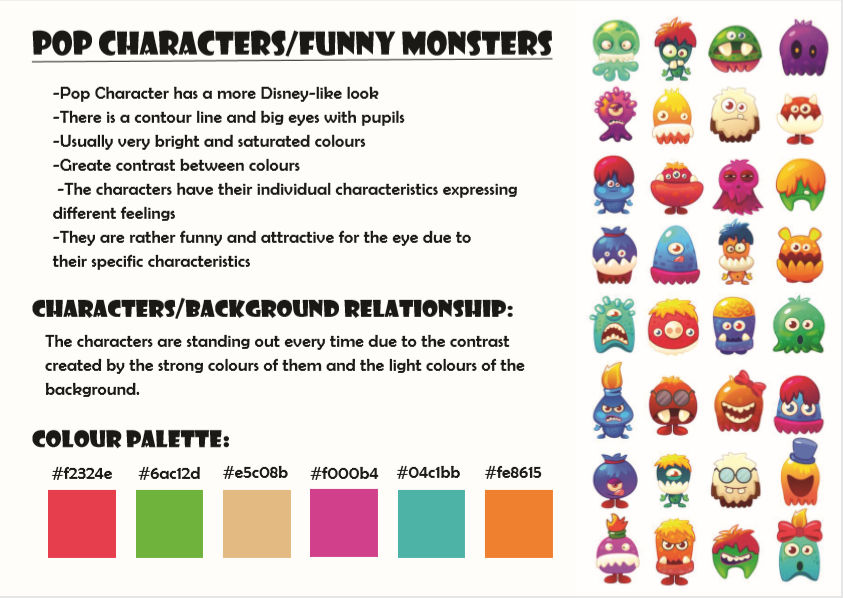 POP CHARACTERS/FUNNY MONSTERS
-Pop Character has a more Disney-like look
-There is a contour line and big eyes with pupils
-Usually very bright and saturated colours
-Greate contrast between colours
-The characters have their individual characteristics expressing
different feelings
-They are rather funny and attractive for the eye due to
their specific characteristics
CHARACTERS/BACKGROUND RELATIONSHIP:
The characters are standing out every time due to the contrast
created by the strong colours of them and the light colours of the
background.
COLOUR PALETTE:
#f2324e #6ac12d #e5c08b #f000b4 #04c1bb #fe8615